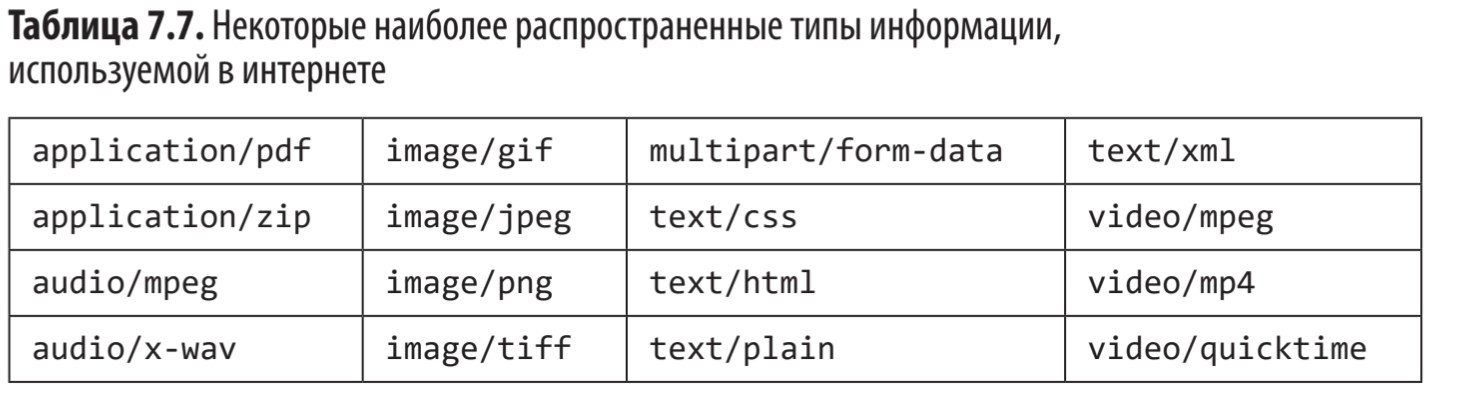 Таблица 7.7. Некоторые наиболее распространенные типы информации,
используемой в интернете
application/pdf image/gif multipart/form-data text/xml
application/zip image/jpeg text/css video/mpeg
audio/mpeg image/png text/html video/mp4
audio/x-wav image/tiff text/plain video/quicktime